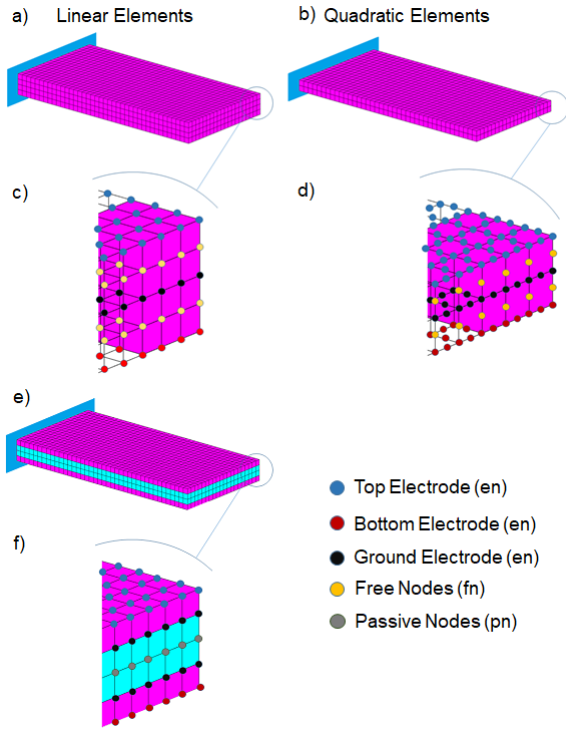 a) Linear Elements
b) Quadratic Elements
c)
d)
e)
f)
Top Electrode (en)
Bottom Electrode (en)
Ground Electrode (en)
Free Nodes (fn)
Passive Nodes (pn)